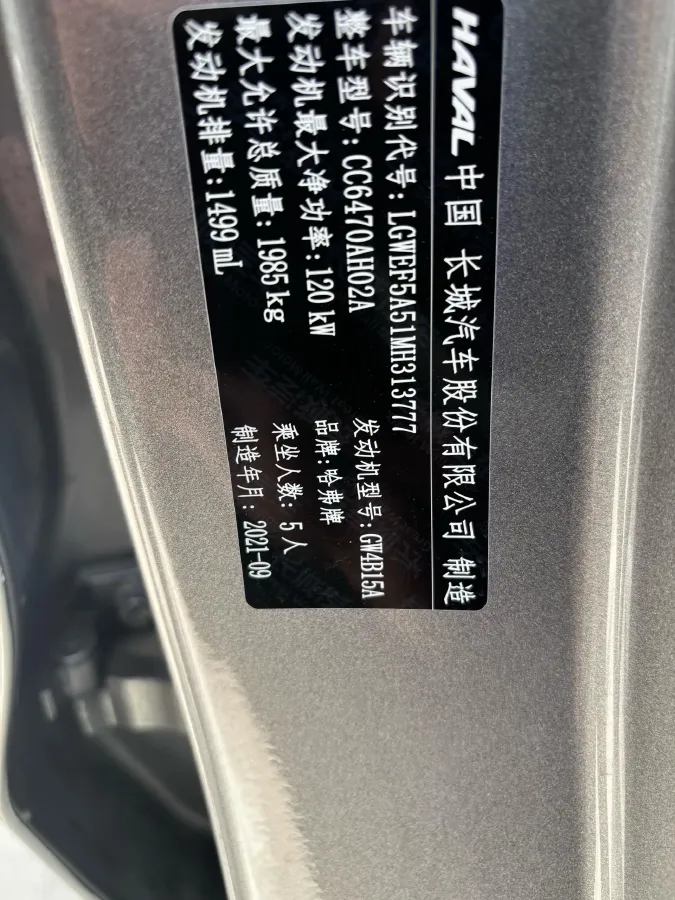 HAVAL 中国 长城汽车股份有限公司 制造
车辆识别代号:LGWEF5A51MH313777
整车型号:CC6470AH02A 发动机型号:GW4B15A
发动机最大净功率:120 kW 品牌:哈弗牌
最大允许总质量:1985 kg 乘坐人数:5人
发动机排量:1499 mL 制造年月:2021-09